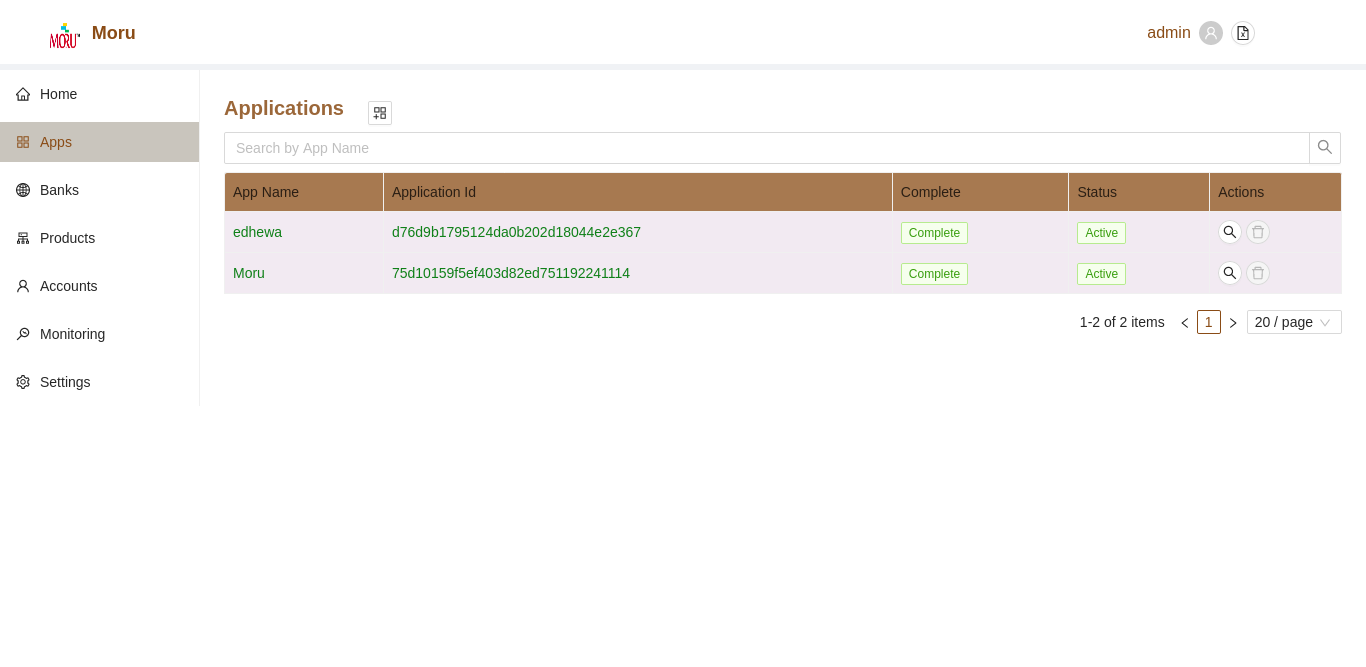 MORU Moru admin
Home
Apps
Banks
Products
Accounts
Monitoring
Settings
Applications
Search by App Name
App Name Application Id Complete Status Actions
edhewa d76d9b1795124da0b202d18044e2e367 Complete Active
Moru 75d10159f5ef403d82ed751192241114 Complete Active
1-2 of 2 items 1 20 / page